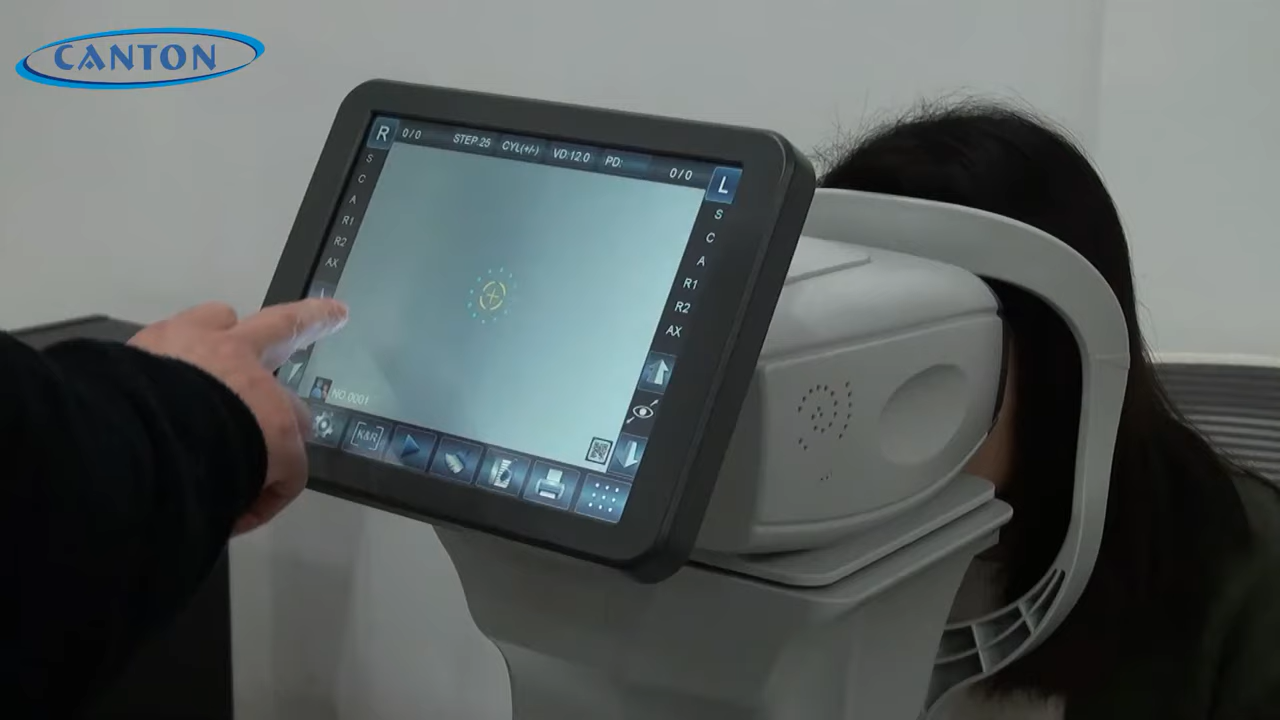 CANTON
R 0/0 STEP.25 CYL(+/-) VD:12.0 PD: 0/0 L
S
C
A
R1
R2
AX
S
C
A
R1
R2
AX
NO.0001
K&R